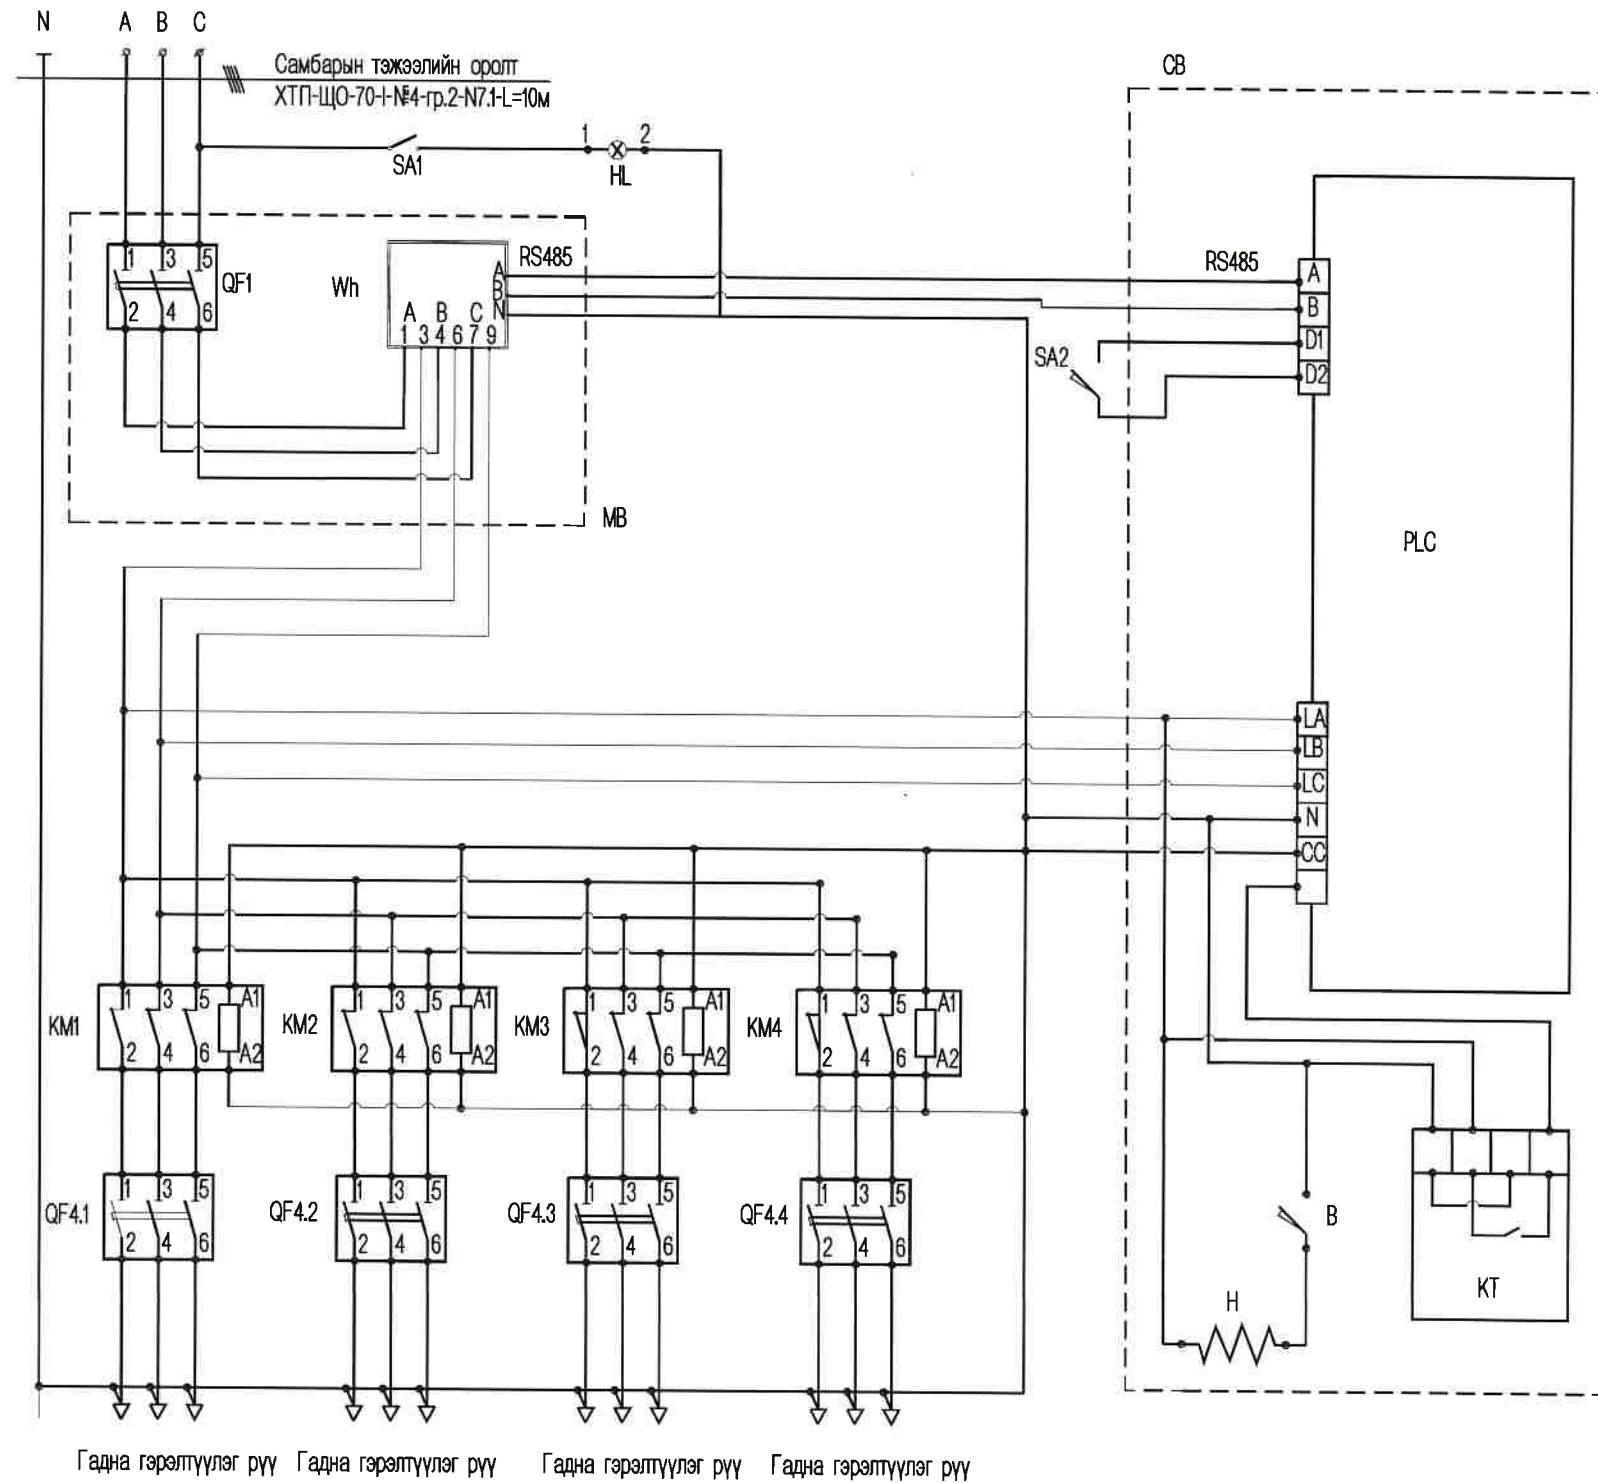 N A B C
Самбарын тэжээлийн оролт
ХТП-ЩО-70-I-№4-гр.2-N7.1-L=10м
CB
1 2
SA1
HL
1 3 5
QF1
2 4 6
Wh
RS485
A
B
N
A B C
1 3 4 6 7 9
RS485
A
B
D1
D2
SA2
MB
PLC
LA
LB
LC
N
CC
KM1
1 3 5 A1
2 4 6 A2
KM2
1 3 5 A1
2 4 6 A2
KM3
1 3 5 A1
2 4 6 A2
KM4
1 3 5 A1
2 4 6 A2
QF4.1
1 3 5
2 4 6
QF4.2
1 3 5
2 4 6
QF4.3
1 3 5
2 4 6
QF4.4
1 3 5
2 4 6
B
H
KT
Гадна гэрэлтүүлэг рүү
Гадна гэрэлтүүлэг рүү
Гадна гэрэлтүүлэг рүү
Гадна гэрэлтүүлэг рүү